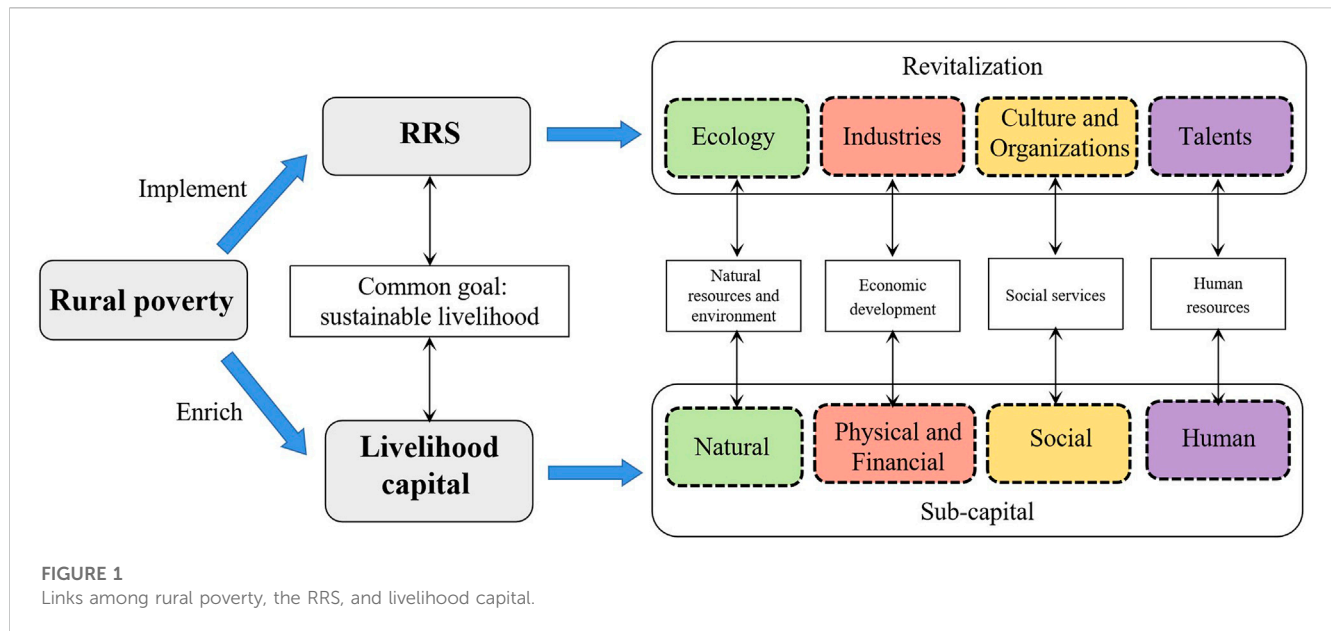 Revitalization
RRS
Ecology
Industries
Culture and
Organizations
Talents
Implement
Rural poverty
Common goal:
sustainable livelihood
Natural
resources and
environment
Economic
development
Social services
Human
resources
Enrich
Livelihood
capital
Natural
Physical and
Financial
Social
Human
Sub-capital
FIGURE 1
Links among rural poverty, the RRS, and livelihood capital.